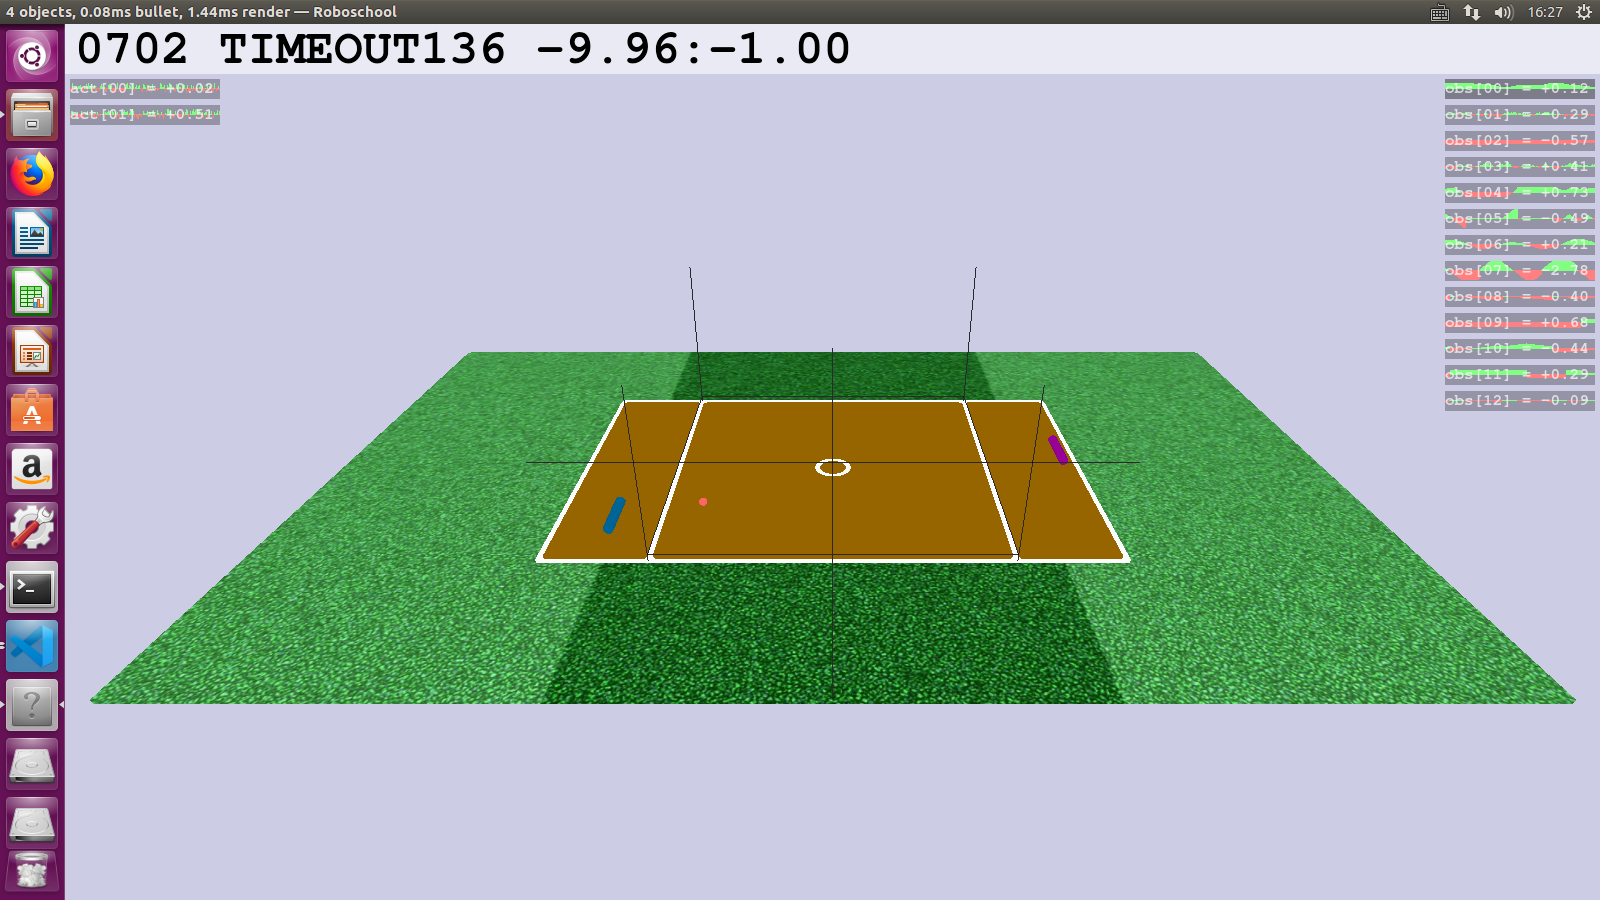 4 objects, 0.08ms bullet, 1.44ms render — Roboschool
16:27
0702 TIMEOUT136 −9.96:−1.00
act[00] = +0.02
act[01] = +0.51
obs[00] = +0.12
obs[01] = −0.29
obs[02] = −0.57
obs[03] = +0.41
obs[04] = +0.73
obs[05] = −0.49
obs[06] = +0.21
obs[07] = 2.78
obs[08] = −0.40
obs[09] = +0.68
obs[10] = 0.44
obs[11] = +0.29
obs[12] = −0.09